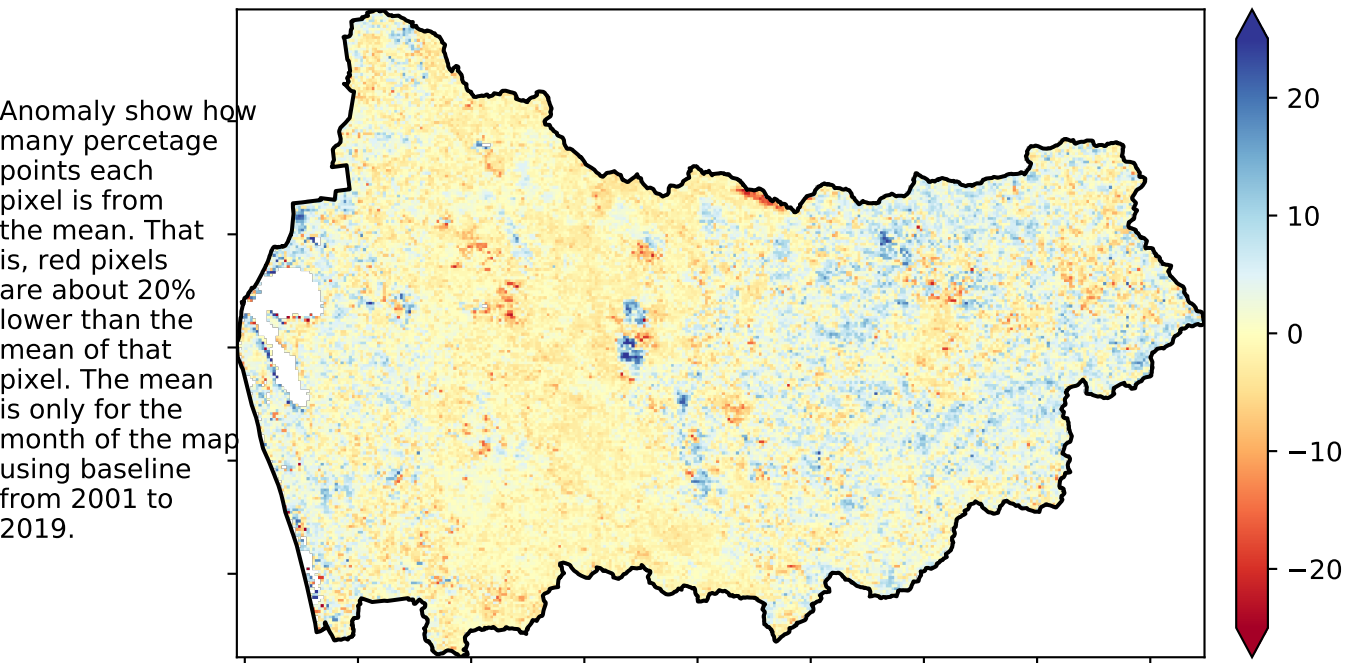 Anomaly show how
many percetage
points each
pixel is from
the mean. That
is, red pixels
are about 20%
lower than the
mean of that
pixel. The mean
is only for the
month of the map
using baseline
from 2001 to
2019.
20
10
0
−10
−20